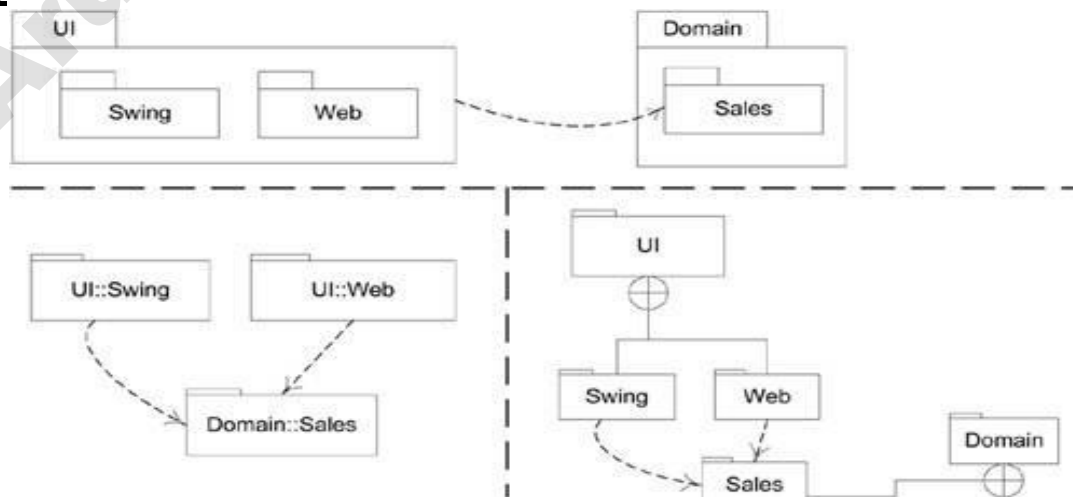 UI
Domain
Swing
Web
Sales
UI::Swing
UI::Web
Domain::Sales
UI
Swing
Web
Domain
Sales